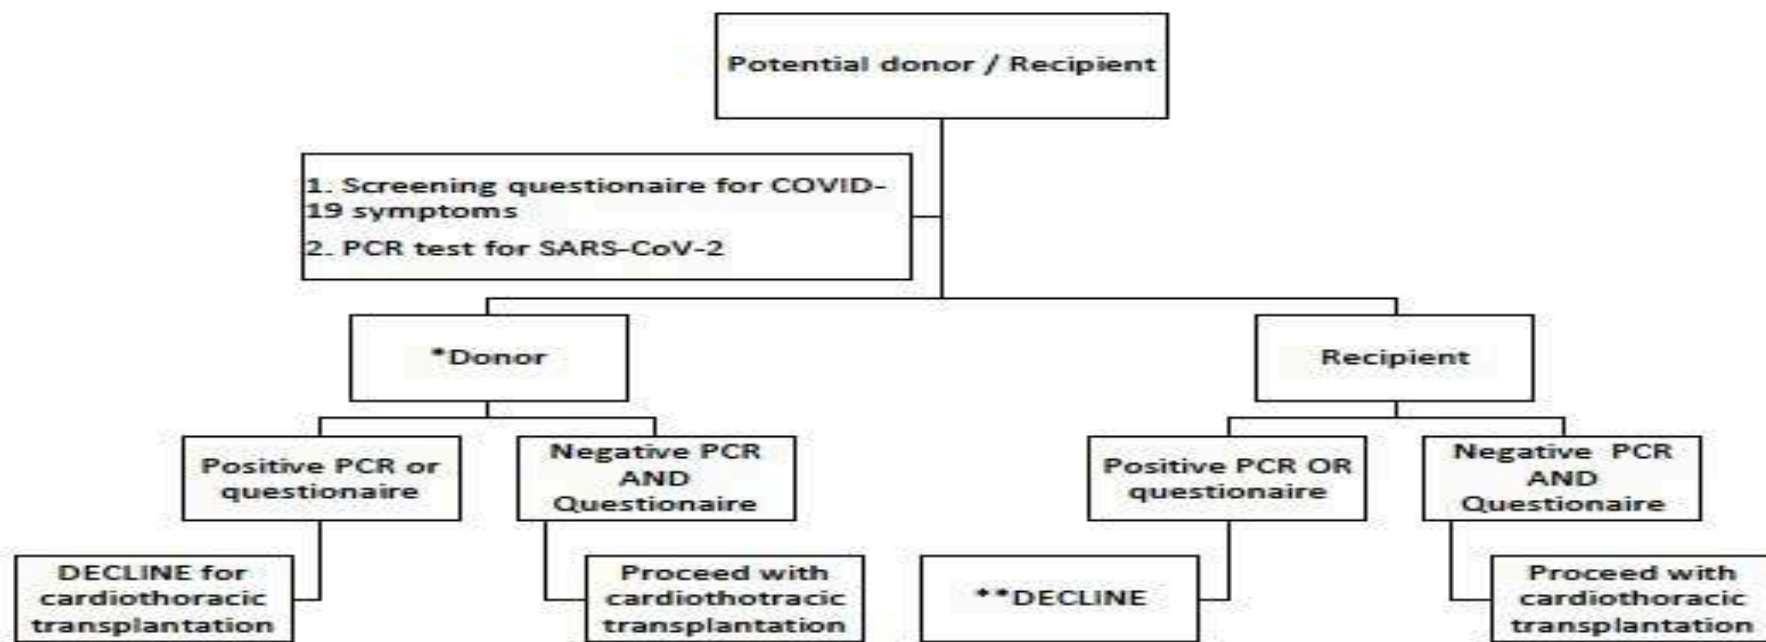 Potential donor / Recipient
1. Screening questionaire for COVID-
19 symptoms
2. PCR test for SARS-CoV-2
*Donor
Recipient
Positive PCR or
questionaire
Negative PCR
AND
Questionaire
Positive PCR OR
questionaire
Negative PCR
AND
Questionaire
DECLINE for
cardiothoracic
transplantation
Proceed with
cardiothotracic
transplantation
**DECLINE
Proceed with
cardiothoracic
transplantation